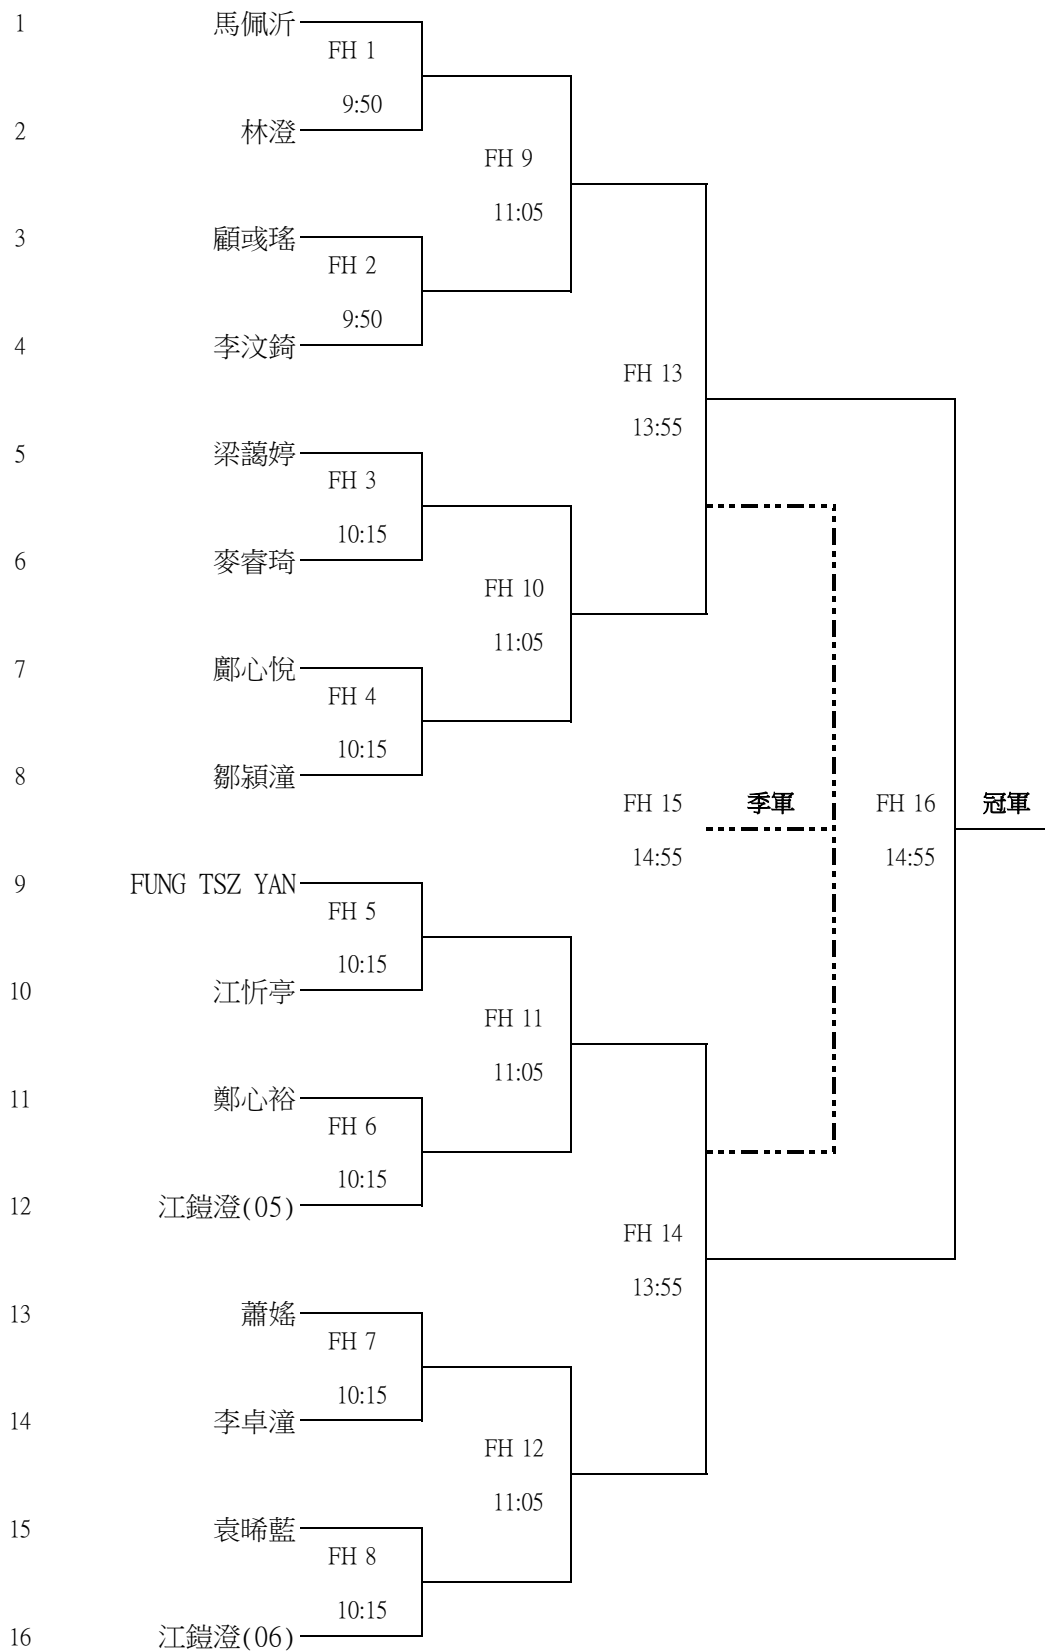 1 馬佩沂
FH 1
9:50
2 林澄
FH 9
11:05
3 顧彧瑤
FH 2
9:50
4 李汶錡
FH 13
13:55
5 梁藹婷
FH 3
10:15
6 麥睿琦
FH 10
11:05
7 鄺心悅
FH 4
10:15
8 鄒潁潼
FH 15 季軍 FH 16 冠軍
14:55 14:55
9 FUNG TSZ YAN
FH 5
10:15
10 江忻亭
FH 11
11:05
11 鄭心裕
FH 6
10:15
12 江鎧澄(05)
FH 14
13:55
13 蕭媱
FH 7
10:15
14 李卓潼
FH 12
11:05
15 袁晞藍
FH 8
10:15
16 江鎧澄(06)